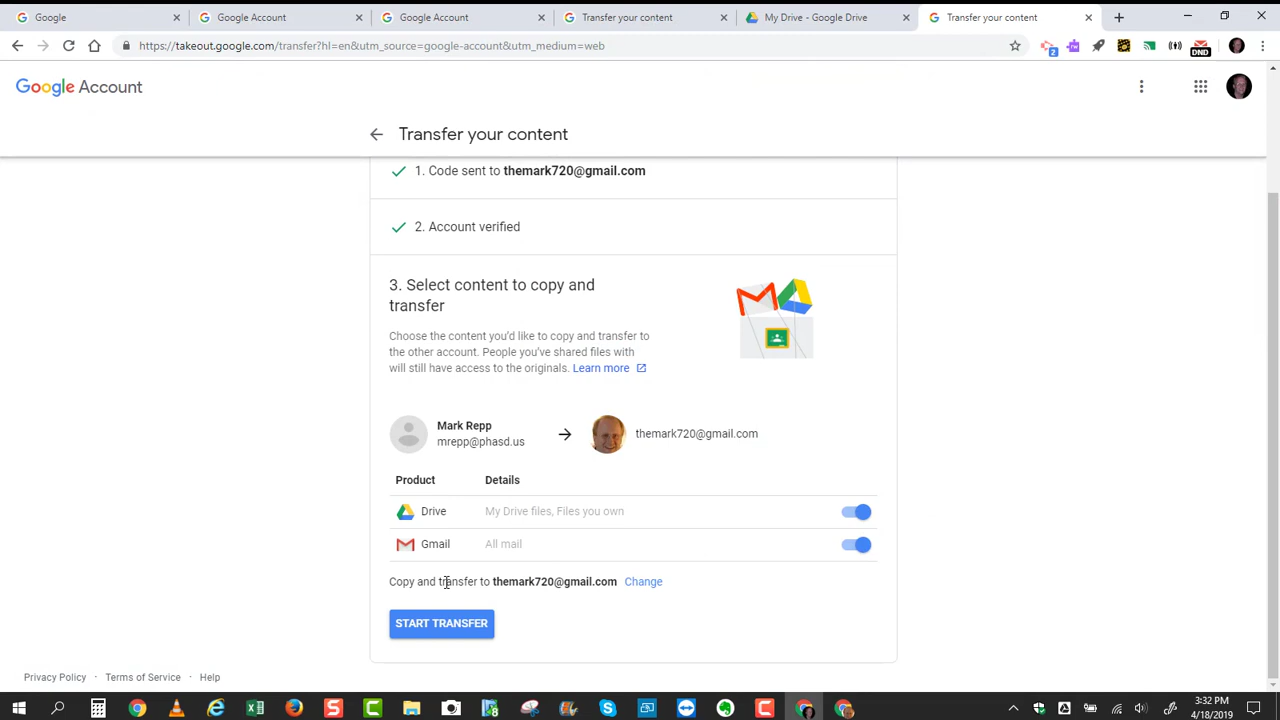 Google
Google Account
Google Account
Transfer your content
My Drive - Google Drive
Transfer your content
https://takeout.google.com/transfer?hl=en&utm_source=google-account&utm_medium=web
2
rw
DND
Google Account
Transfer your content
1. Code sent to themark720@gmail.com
2. Account verified
3. Select content to copy and
transfer
Choose the content you'd like to copy and transfer to
the other account. People you've shared files with
will still have access to the originals. Learn more
Mark Repp
mrepp@phasd.us
themark720@gmail.com
Product Details
Drive My Drive files, Files you own
Gmail All mail
Copy and transfer to themark720@gmail.com Change
START TRANSFER
Privacy Policy Terms of Service Help
3:32 PM
4/18/2019